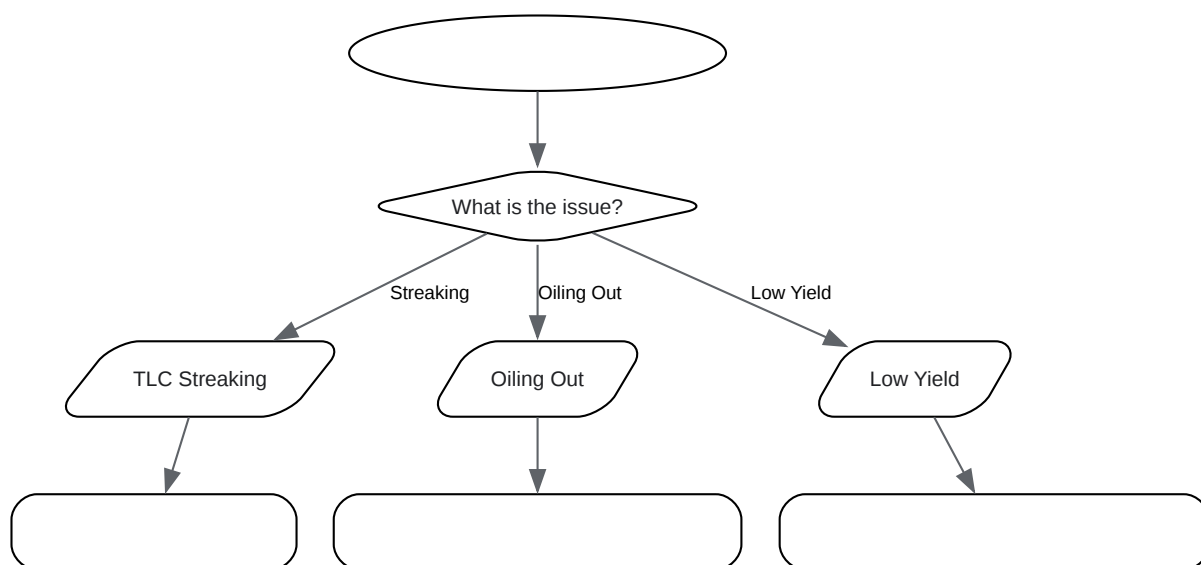 What is the issue?
Streaking
Oiling Out
Low Yield
TLC Streaking
Oiling Out
Low Yield